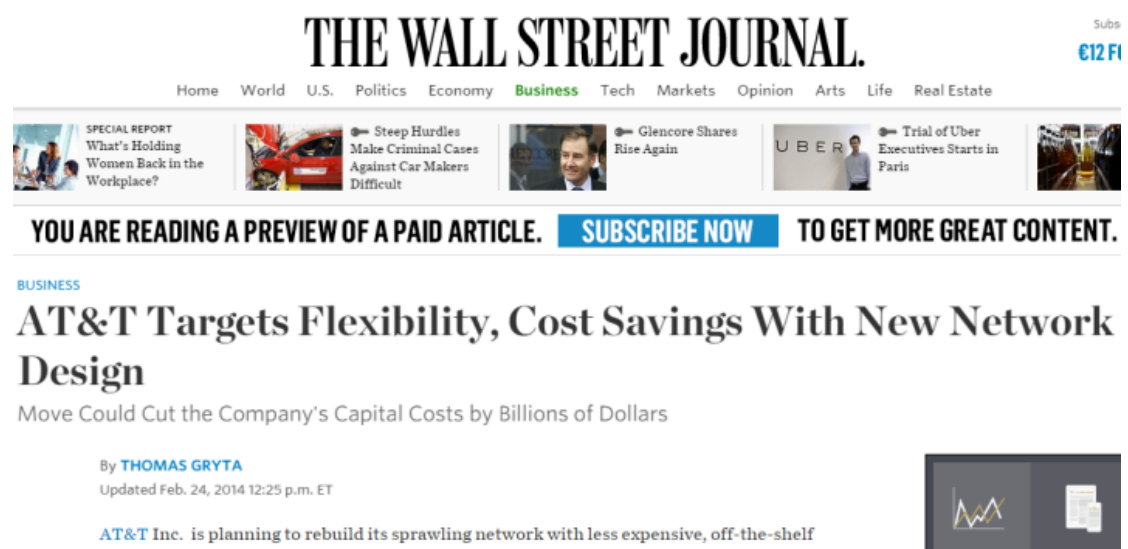 THE WALL STREET JOURNAL.
€12
Home World U.S. Politics Economy Business Tech Markets Opinion Arts Life Real Estate
SPECIAL REPORT
What's Holding
Women Back in the
Workplace?
Steep Hurdles
Make Criminal Cases
Against Car Makers
Difficult
Glencore Shares
Rise Again
UBER
Trial of Uber
Executives Starts in
Paris
YOU ARE READING A PREVIEW OF A PAID ARTICLE. SUBSCRIBE NOW TO GET MORE GREAT CONTENT.
BUSINESS
AT&T Targets Flexibility, Cost Savings With New Network
Design
Move Could Cut the Company's Capital Costs by Billions of Dollars
By THOMAS GRYTA
Updated Feb. 24, 2014 12:25 p.m. ET
AT&T Inc. is planning to rebuild its sprawling network with less expensive, off-the-shelf